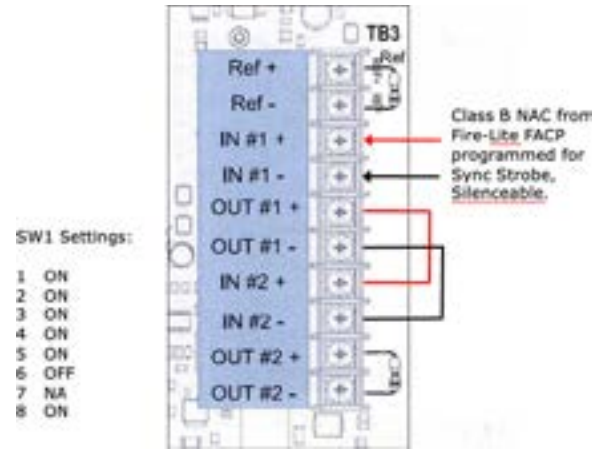 TB3
Ref
Ref +
Ref -
IN #1 +
IN #1 -
OUT #1 +
OUT #1 -
IN #2 +
IN #2 -
OUT #2 +
OUT #2 -
Class B NAC from
Fire-Lite FACP
programmed for
Sync Strobe,
Silenceable.
SW1 Settings:
1 ON
2 ON
3 ON
4 ON
5 ON
6 OFF
7 NA
8 ON